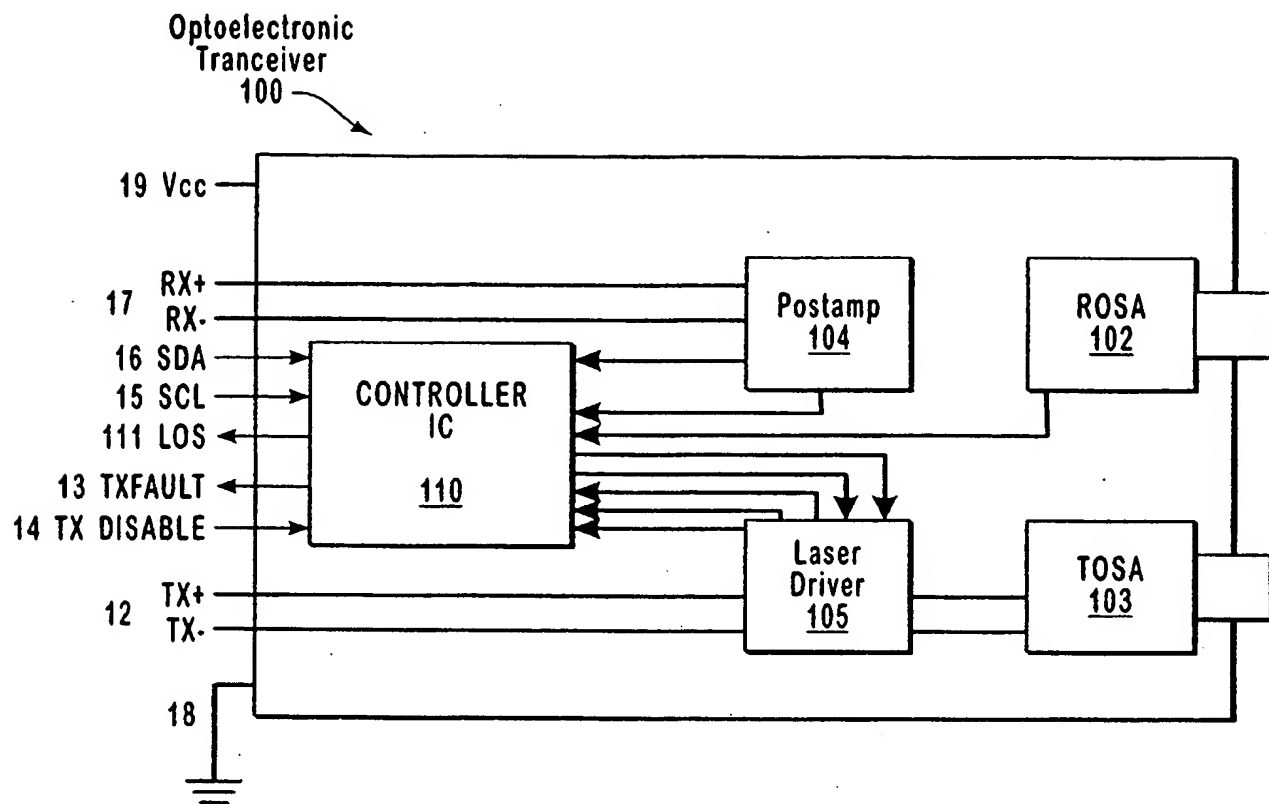 Optoelectronic
Tranceiver
100
19 Vcc
17
RX+
RX-
16 SDA
15 SCL
111 LOS
13 TXFAULT
14 TX DISABLE
12
TX+
TX-
18
CONTROLLER
IC
110
Postamp
104
ROSA
102
Laser
Driver
105
TOSA
103